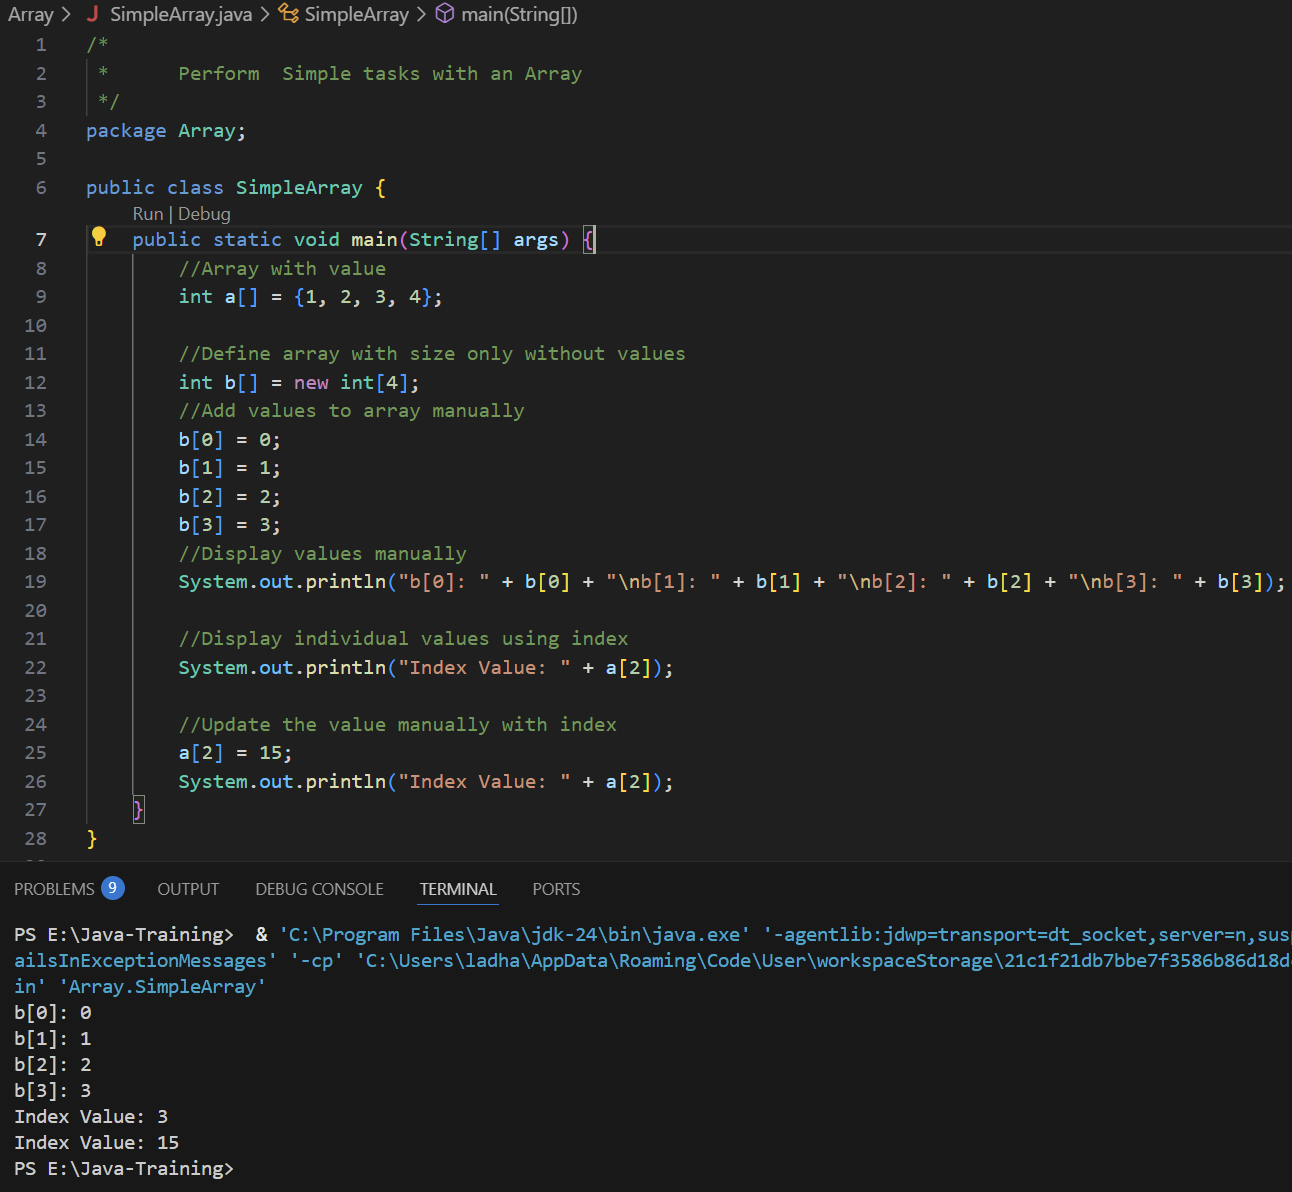 Array > J SimpleArray.java > SimpleArray > main(String[])
1 /*
2  *      Perform  Simple tasks with an Array
3  */
4 package Array;
5
6 public class SimpleArray {
Run | Debug
7     public static void main(String[] args) {
8         //Array with value
9         int a[] = {1, 2, 3, 4};
10
11         //Define array with size only without values
12         int b[] = new int[4];
13         //Add values to array manually
14         b[0] = 0;
15         b[1] = 1;
16         b[2] = 2;
17         b[3] = 3;
18         //Display values manually
19         System.out.println("b[0]: " + b[0] + "\nb[1]: " + b[1] + "\nb[2]: " + b[2] + "\nb[3]: " + b[3]);
20
21         //Display individual values using index
22         System.out.println("Index Value: " + a[2]);
23
24         //Update the value manually with index
25         a[2] = 15;
26         System.out.println("Index Value: " + a[2]);
27     }
28 }
PROBLEMS 9 OUTPUT DEBUG CONSOLE TERMINAL PORTS
PS E:\Java-Training>  & 'C:\Program Files\Java\jdk-24\bin\java.exe' '-agentlib:jdwp=transport=dt_socket,server=n,sus
ailsInExceptionMessages' '-cp' 'C:\Users\ladha\AppData\Roaming\Code\User\workspaceStorage\21c1f21db7bbe7f3586b86d18d
in' 'Array.SimpleArray'
b[0]: 0
b[1]: 1
b[2]: 2
b[3]: 3
Index Value: 3
Index Value: 15
PS E:\Java-Training>